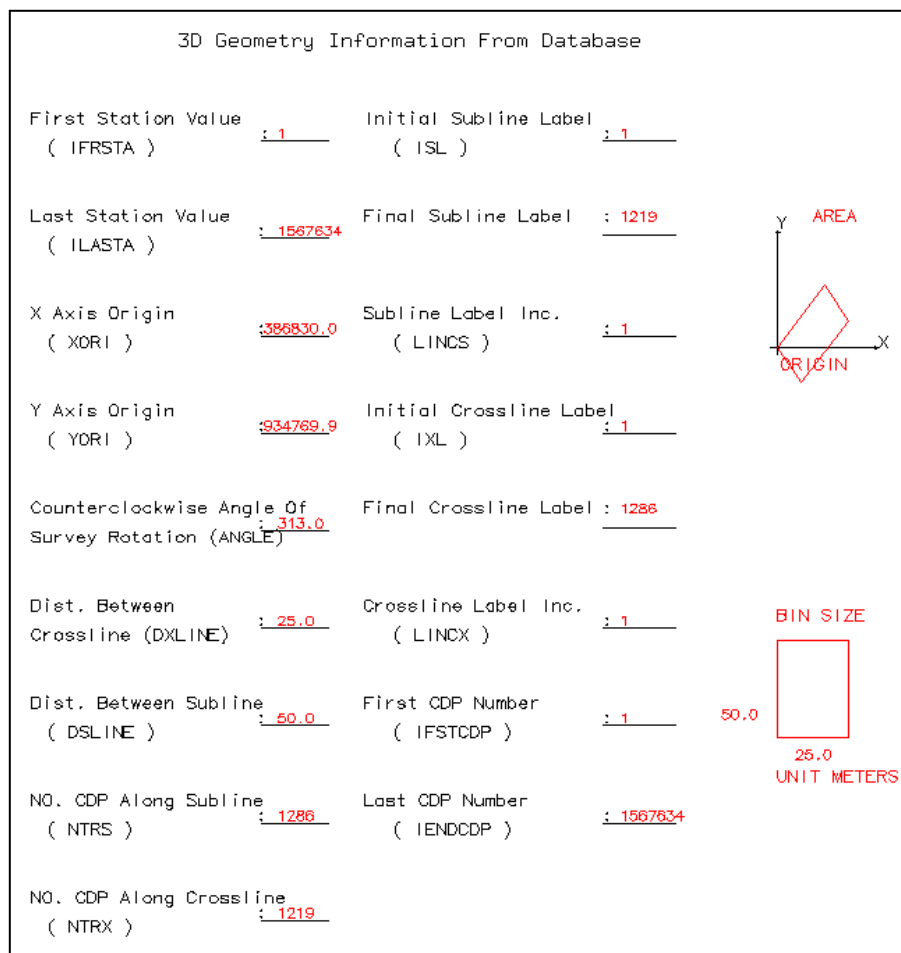 3D Geometry Information From Database
First Station Value : 1 Initial Subline Label : 1
( IFRSTA ) ( ISL )
Last Station Value : 1567634 Final Subline Label : 1219
( ILASTA )
Y AREA
X Axis Origin :386830.0 Subline Label Inc. : 1
( XORI ) ( LINCS )
X
ORIGIN
Y Axis Origin :934769.9 Initial Crossline Label : 1
( YORI ) ( IXL )
Counterclockwise Angle Of : 313.0 Final Crossline Label : 1286
Survey Rotation (ANGLE)
Dist. Between : 25.0 Crossline Label Inc. : 1
Crossline (DXLINE) ( LINCX )
BIN SIZE
Dist. Between Subline : 50.0 First CDP Number : 1
( DSLINE ) ( IFSTCDP )
50.0
25.0
UNIT METERS
NO. CDP Along Subline : 1286 Last CDP Number : 1567634
( NTRS ) ( IENDCDP )
NO. CDP Along Crossline : 1219
( NTRX )